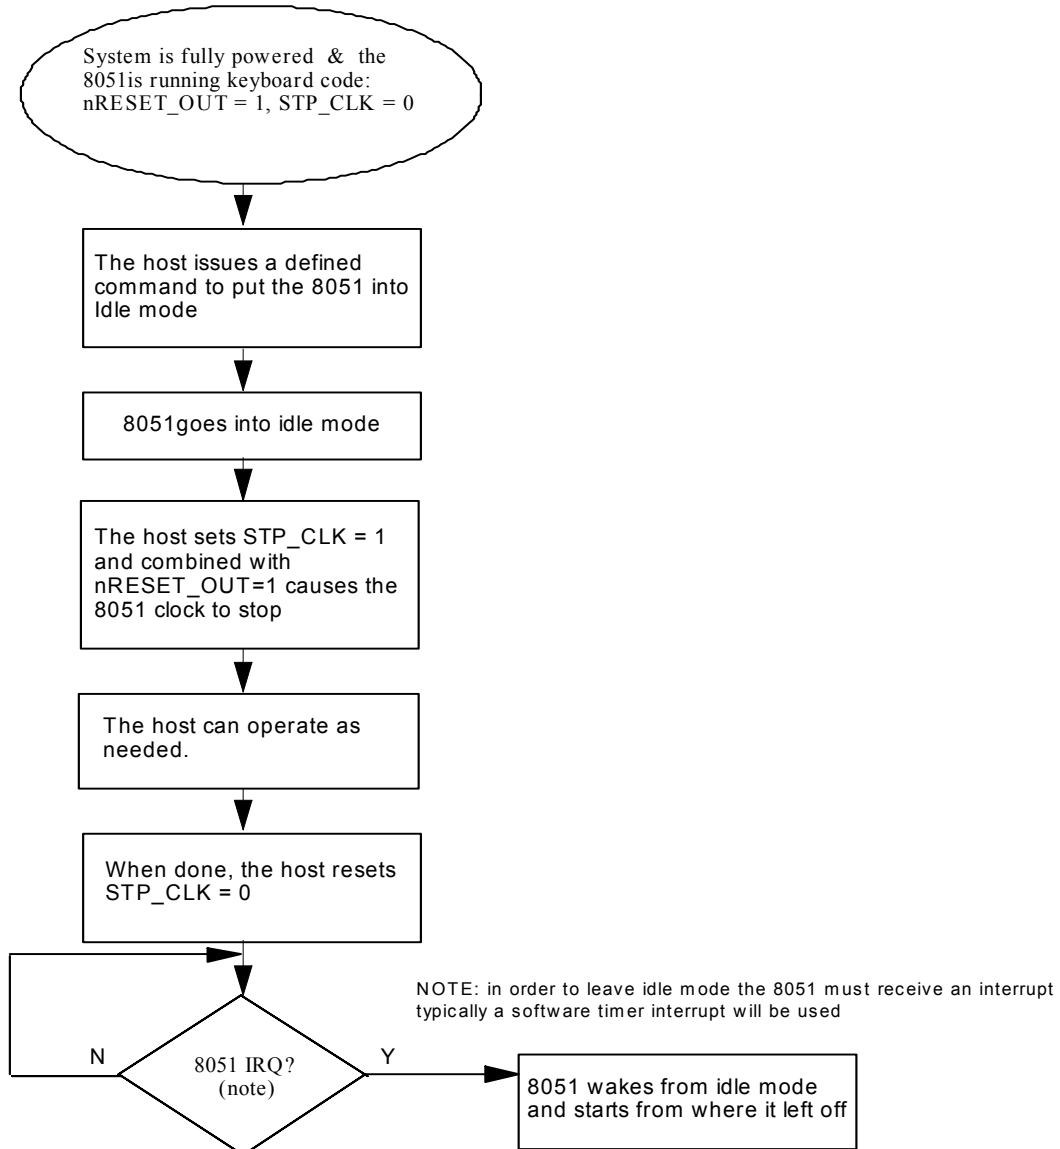 System is fully powered & the
8051is running keyboard code:
nRESET_OUT = 1, STP_CLK = 0
The host issues a defined
command to put the 8051 into
Idle mode
8051goes into idle mode
The host sets STP_CLK = 1
and combined with
nRESET_OUT=1 causes the
8051 clock to stop
The host can operate as
needed.
When done, the host resets
STP_CLK = 0
NOTE: in order to leave idle mode the 8051 must receive an interrupt
typically a software timer interrupt will be used
N
8051 IRQ?
(note)
Y
8051 wakes from idle mode
and starts from where it left off